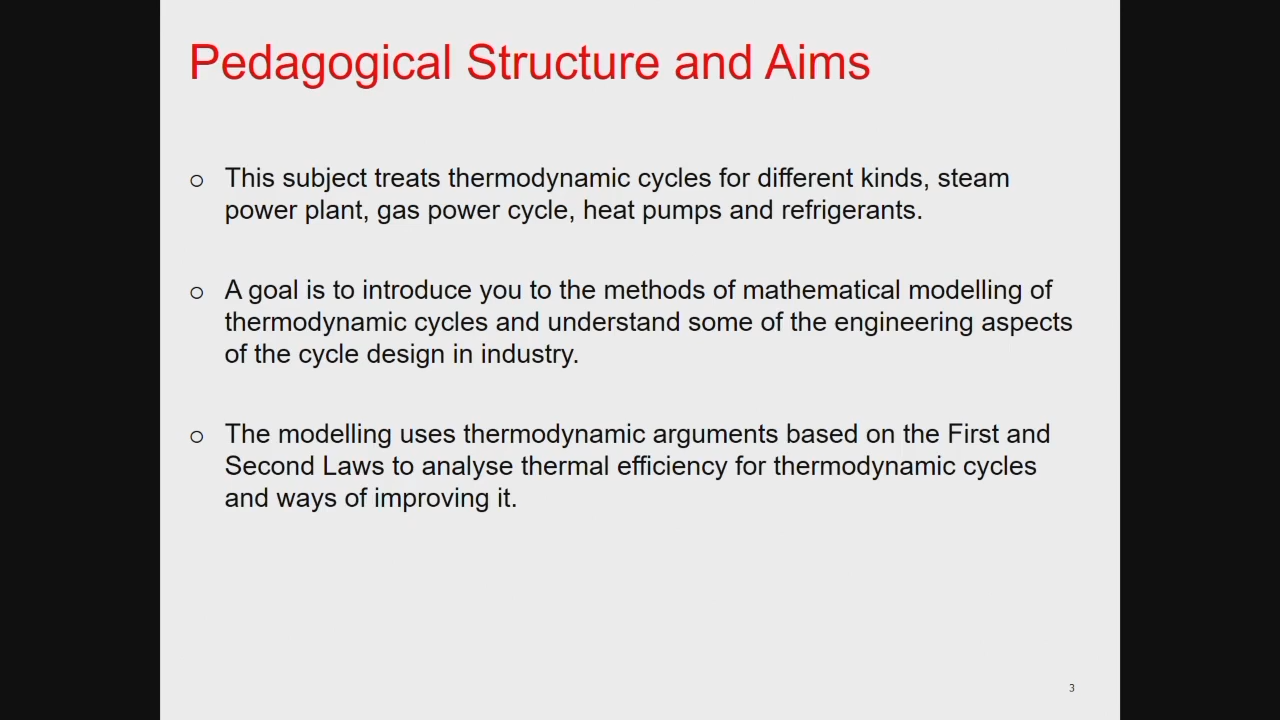 Pedagogical Structure and Aims
○ This subject treats thermodynamic cycles for different kinds, steam
power plant, gas power cycle, heat pumps and refrigerants.
○ A goal is to introduce you to the methods of mathematical modelling of
thermodynamic cycles and understand some of the engineering aspects
of the cycle design in industry.
○ The modelling uses thermodynamic arguments based on the First and
Second Laws to analyse thermal efficiency for thermodynamic cycles
and ways of improving it.
3